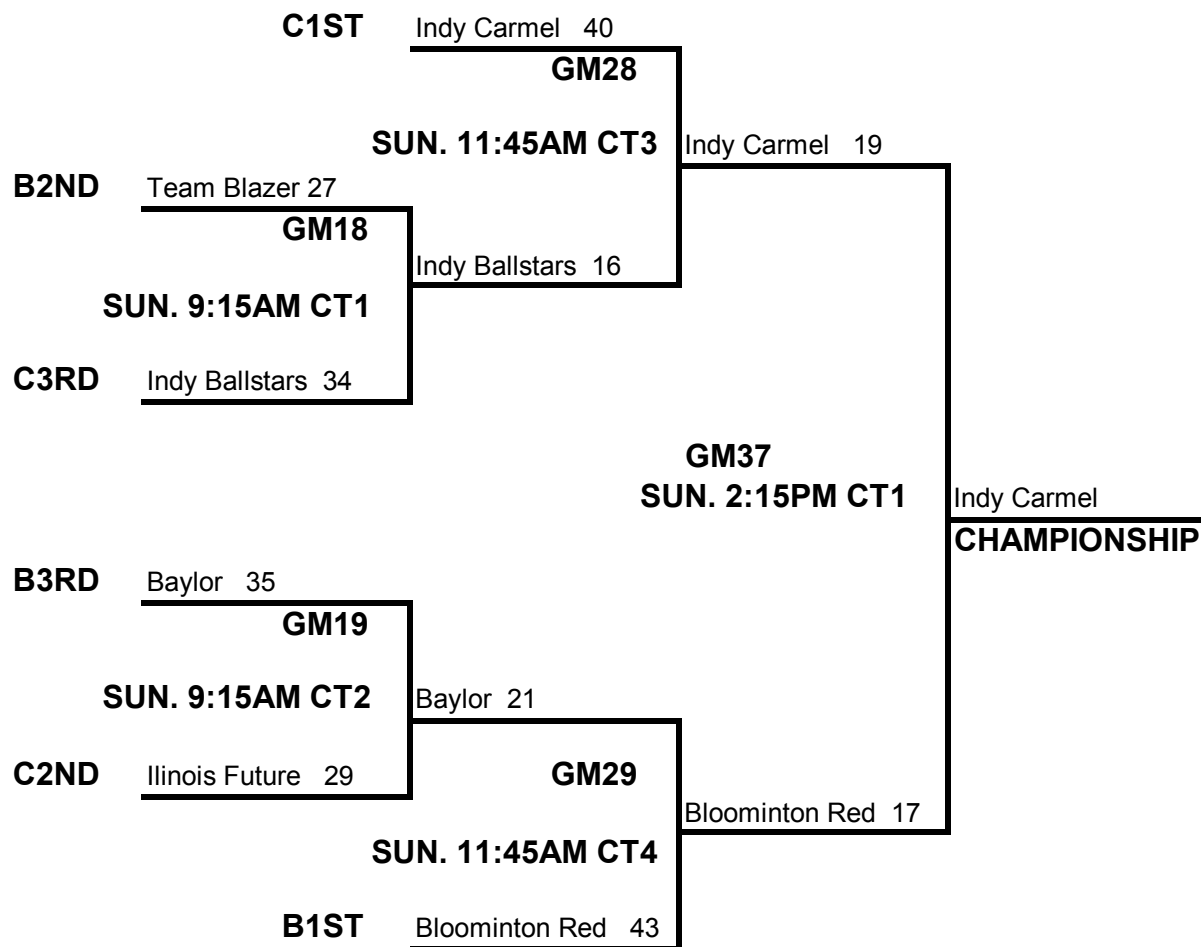 C1ST Indy Carmel 40
GM28
SUN. 11:45AM CT3 Indy Carmel 19
B2ND Team Blazer 27
GM18
Indy Ballstars 16
SUN. 9:15AM CT1
C3RD Indy Ballstars 34
GM37
SUN. 2:15PM CT1 Indy Carmel
CHAMPIONSHIP
B3RD Baylor 35
GM19
SUN. 9:15AM CT2 Baylor 21
C2ND Ilinois Future 29 GM29
Bloominton Red 17
SUN. 11:45AM CT4
B1ST Bloominton Red 43